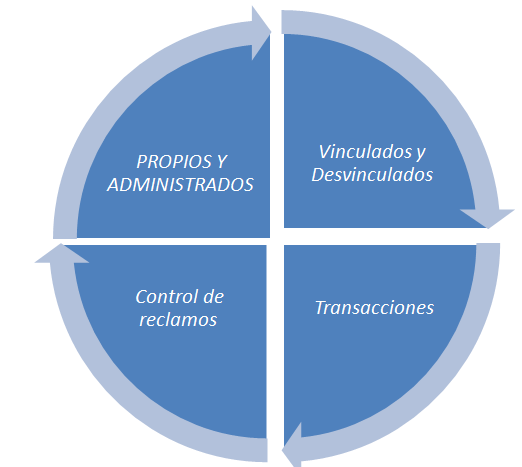 PROPIOS Y
ADMINISTRADOS
Vinculados y
Desvinculados
Control de
reclamos
Transacciones